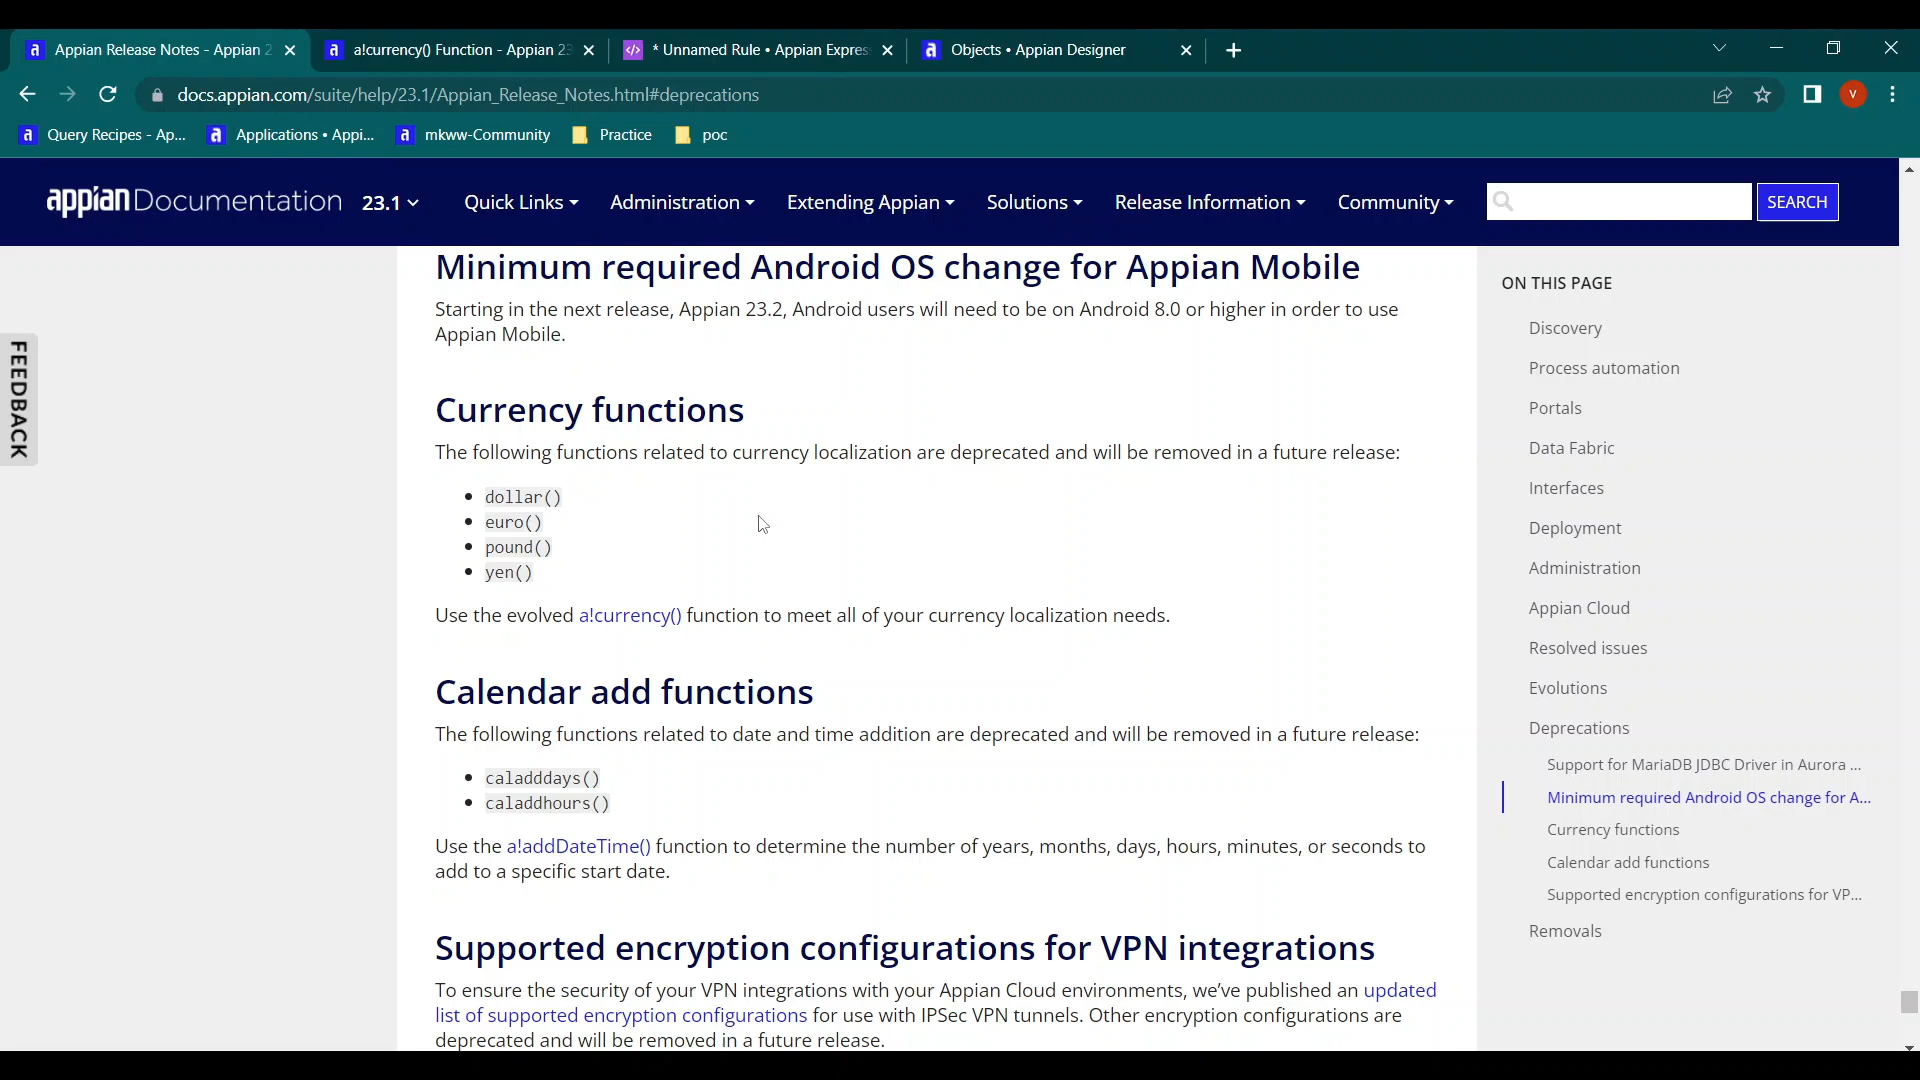 Appian Release Notes - Appian 2
a!currency() Function - Appian 23
* Unnamed Rule • Appian Expres
Objects • Appian Designer
docs.appian.com/suite/help/23.1/Appian_Release_Notes.html#deprecations
V
Query Recipes - Ap...
Applications • Appi...
mkww-Community
Practice
poc
appian Documentation 23.1
Quick Links
Administration
Extending Appian
Solutions
Release Information
Community
SEARCH
FEEDBACK
Minimum required Android OS change for Appian Mobile
Starting in the next release, Appian 23.2, Android users will need to be on Android 8.0 or higher in order to use
Appian Mobile.
Currency functions
The following functions related to currency localization are deprecated and will be removed in a future release:
• dollar()
• euro()
• pound()
• yen()
Use the evolved a!currency() function to meet all of your currency localization needs.
Calendar add functions
The following functions related to date and time addition are deprecated and will be removed in a future release:
• caladddays()
• caladdhours()
Use the a!addDateTime() function to determine the number of years, months, days, hours, minutes, or seconds to
add to a specific start date.
Supported encryption configurations for VPN integrations
To ensure the security of your VPN integrations with your Appian Cloud environments, we've published an updated
list of supported encryption configurations for use with IPSec VPN tunnels. Other encryption configurations are
deprecated and will be removed in a future release.
ON THIS PAGE
Discovery
Process automation
Portals
Data Fabric
Interfaces
Deployment
Administration
Appian Cloud
Resolved issues
Evolutions
Deprecations
Support for MariaDB JDBC Driver in Aurora ...
Minimum required Android OS change for A...
Currency functions
Calendar add functions
Supported encryption configurations for VP...
Removals